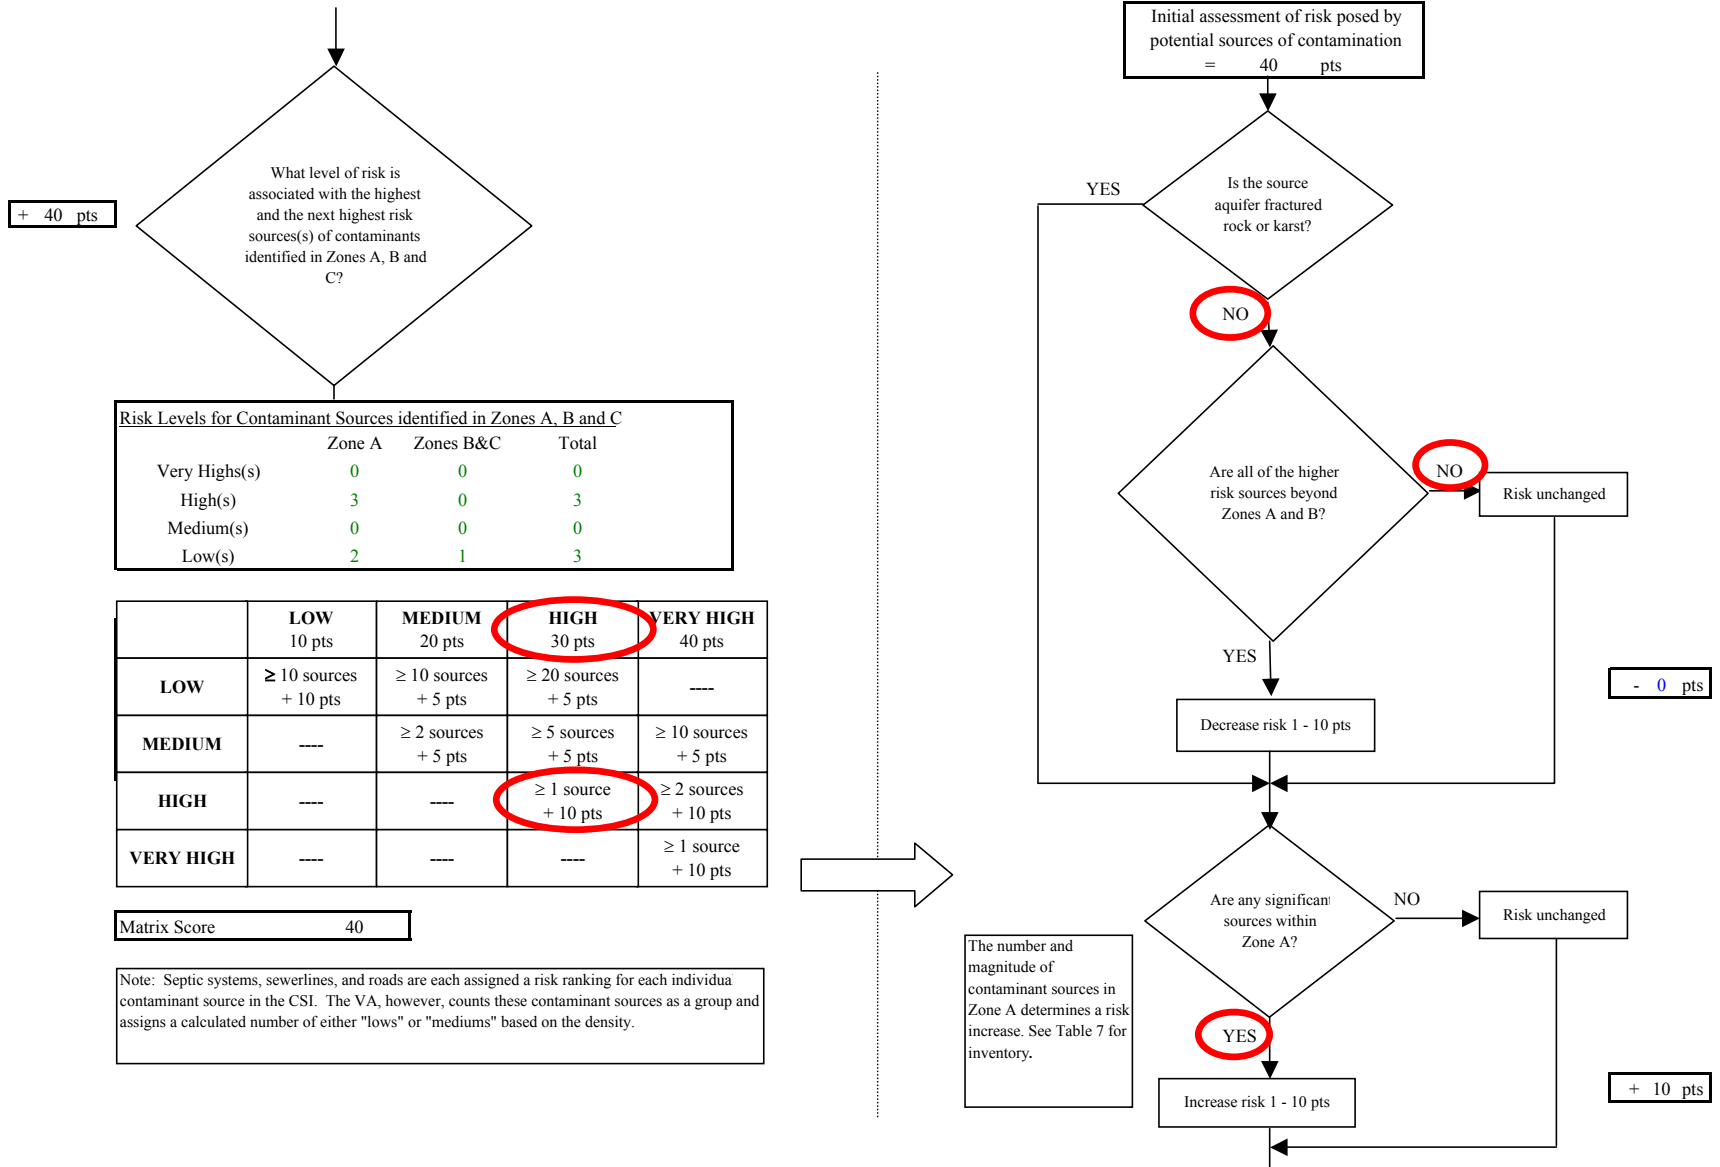 What level of risk is
associated with the highest
and the next highest risk
sources(s) of contaminants
identified in Zones A, B and
C?
+ 40 pts
Risk Levels for Contaminant Sources identified in Zones A, B and C
Zone A Zones B&C Total
Very Highs(s) 0 0 0
High(s) 3 0 3
Medium(s) 0 0 0
Low(s) 2 1 3
LOW MEDIUM HIGH VERY HIGH
10 pts 20 pts 30 pts 40 pts
LOW ≥ 10 sources ≥ 10 sources ≥ 20 sources ----
+ 10 pts + 5 pts + 5 pts
MEDIUM ---- ≥ 2 sources ≥ 5 sources ≥ 10 sources
+ 5 pts + 5 pts + 5 pts
HIGH ---- ---- ≥ 1 source ≥ 2 sources
+ 10 pts + 10 pts
VERY HIGH ---- ---- ---- ≥ 1 source
+ 10 pts
Matrix Score 40
Note: Septic systems, sewerlines, and roads are each assigned a risk ranking for each individua
contaminant source in the CSI. The VA, however, counts these contaminant sources as a group and
assigns a calculated number of either "lows" or "mediums" based on the density.
Initial assessment of risk posed by
potential sources of contamination
= 40 pts
YES
Is the source
aquifer fractured
rock or karst?
NO
Are all of the higher
risk sources beyond
Zones A and B?
NO
Risk unchanged
YES
- 0 pts
Decrease risk 1 - 10 pts
Are any significant
sources within
Zone A?
NO
Risk unchanged
The number and
magnitude of
contaminant sources in
Zone A determines a risk
increase. See Table 7 for
inventory.
YES
+ 10 pts
Increase risk 1 - 10 pts